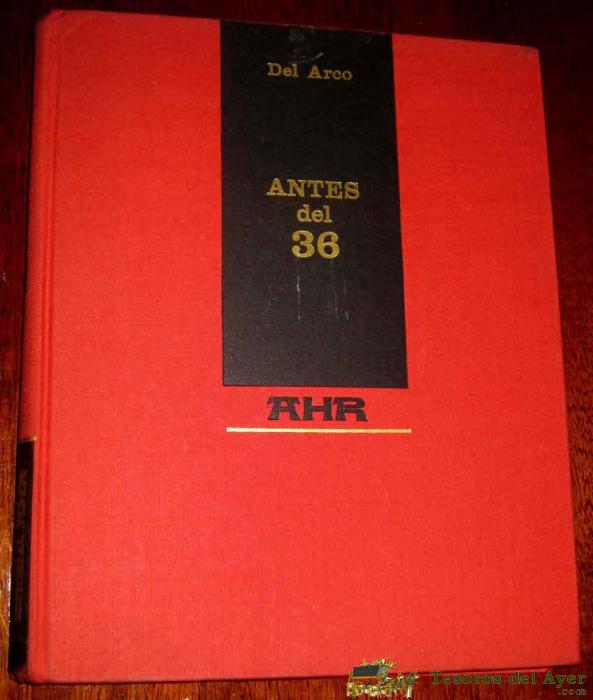 Del Arco
ANTES
del
36
AHR
Tesoros del Ayer
.com